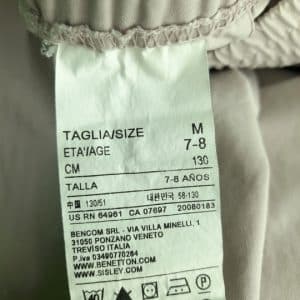 TAGLIA/SIZE M
ETA'/AGE 7-8
CM 130
TALLA 7-8 AÑOS
中国 130/51 대한민국 58-130
US RN 64961 CA 07697 20080183
BENCOM SRL - VIA VILLA MINELLI, 1
31050 PONZANO VENETO
TREVISO ITALIA
P.iva 03490770264
WWW.BENETTON.COM
WWW.SISLEY.COM
40